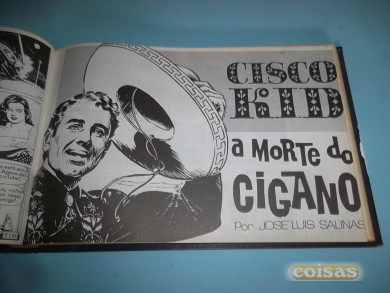 CISCO
KID
a MORTE do
CIGANO
Por JOSÉ LUIS SALINAS
coisas